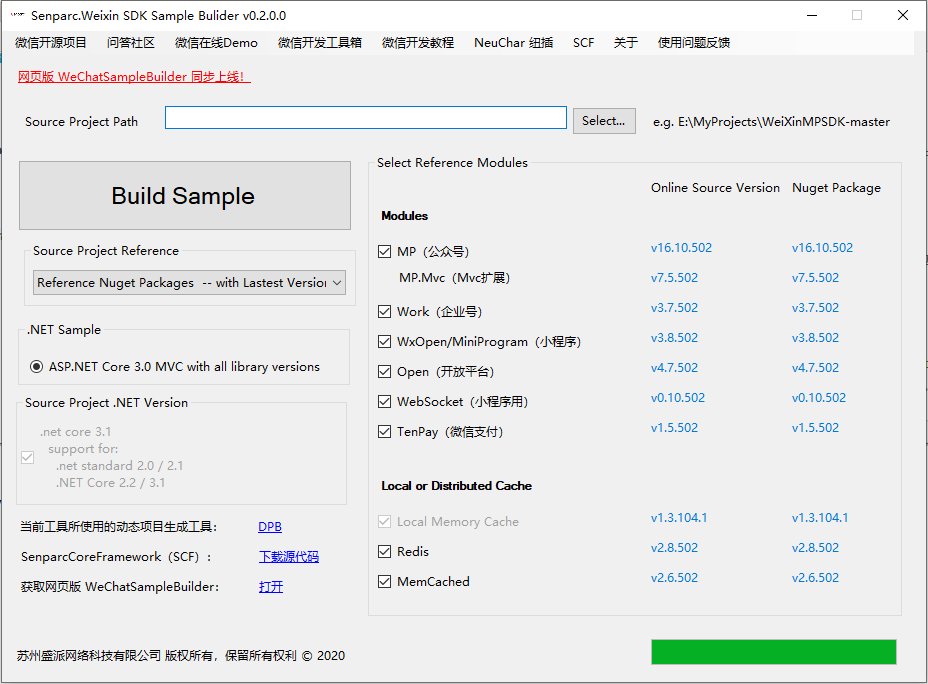 Senparc.Weixin SDK Sample Bulider v0.2.0.0
微信开源项目 问答社区 微信在线Demo 微信开发工具箱 微信开发教程 NeuChar 纽插 SCF 关于 使用问题反馈
网页版 WeChatSampleBuilder 同步上线！
Source Project Path Select... e.g. E:\MyProjects\WeiXinMPSDK-master
Build Sample
Source Project Reference
Reference Nuget Packages -- with Lastest Version
.NET Sample
ASP.NET Core 3.0 MVC with all library versions
Source Project .NET Version
.net core 3.1
support for:
.net standard 2.0 / 2.1
.NET Core 2.2 / 3.1
当前工具所使用的动态项目生成工具： DPB
SenparcCoreFramework（SCF）： 下载源代码
获取网页版 WeChatSampleBuilder： 打开
Select Reference Modules
Online Source Version Nuget Package
Modules
MP（公众号） v16.10.502 v16.10.502
MP.Mvc（Mvc扩展） v7.5.502 v7.5.502
Work（企业号） v3.7.502 v3.7.502
WxOpen/MiniProgram（小程序） v3.8.502 v3.8.502
Open（开放平台） v4.7.502 v4.7.502
WebSocket（小程序用） v0.10.502 v0.10.502
TenPay（微信支付） v1.5.502 v1.5.502
Local or Distributed Cache
Local Memory Cache v1.3.104.1 v1.3.104.1
Redis v2.8.502 v2.8.502
MemCached v2.6.502 v2.6.502
苏州盛派网络科技有限公司 版权所有，保留所有权利 © 2020